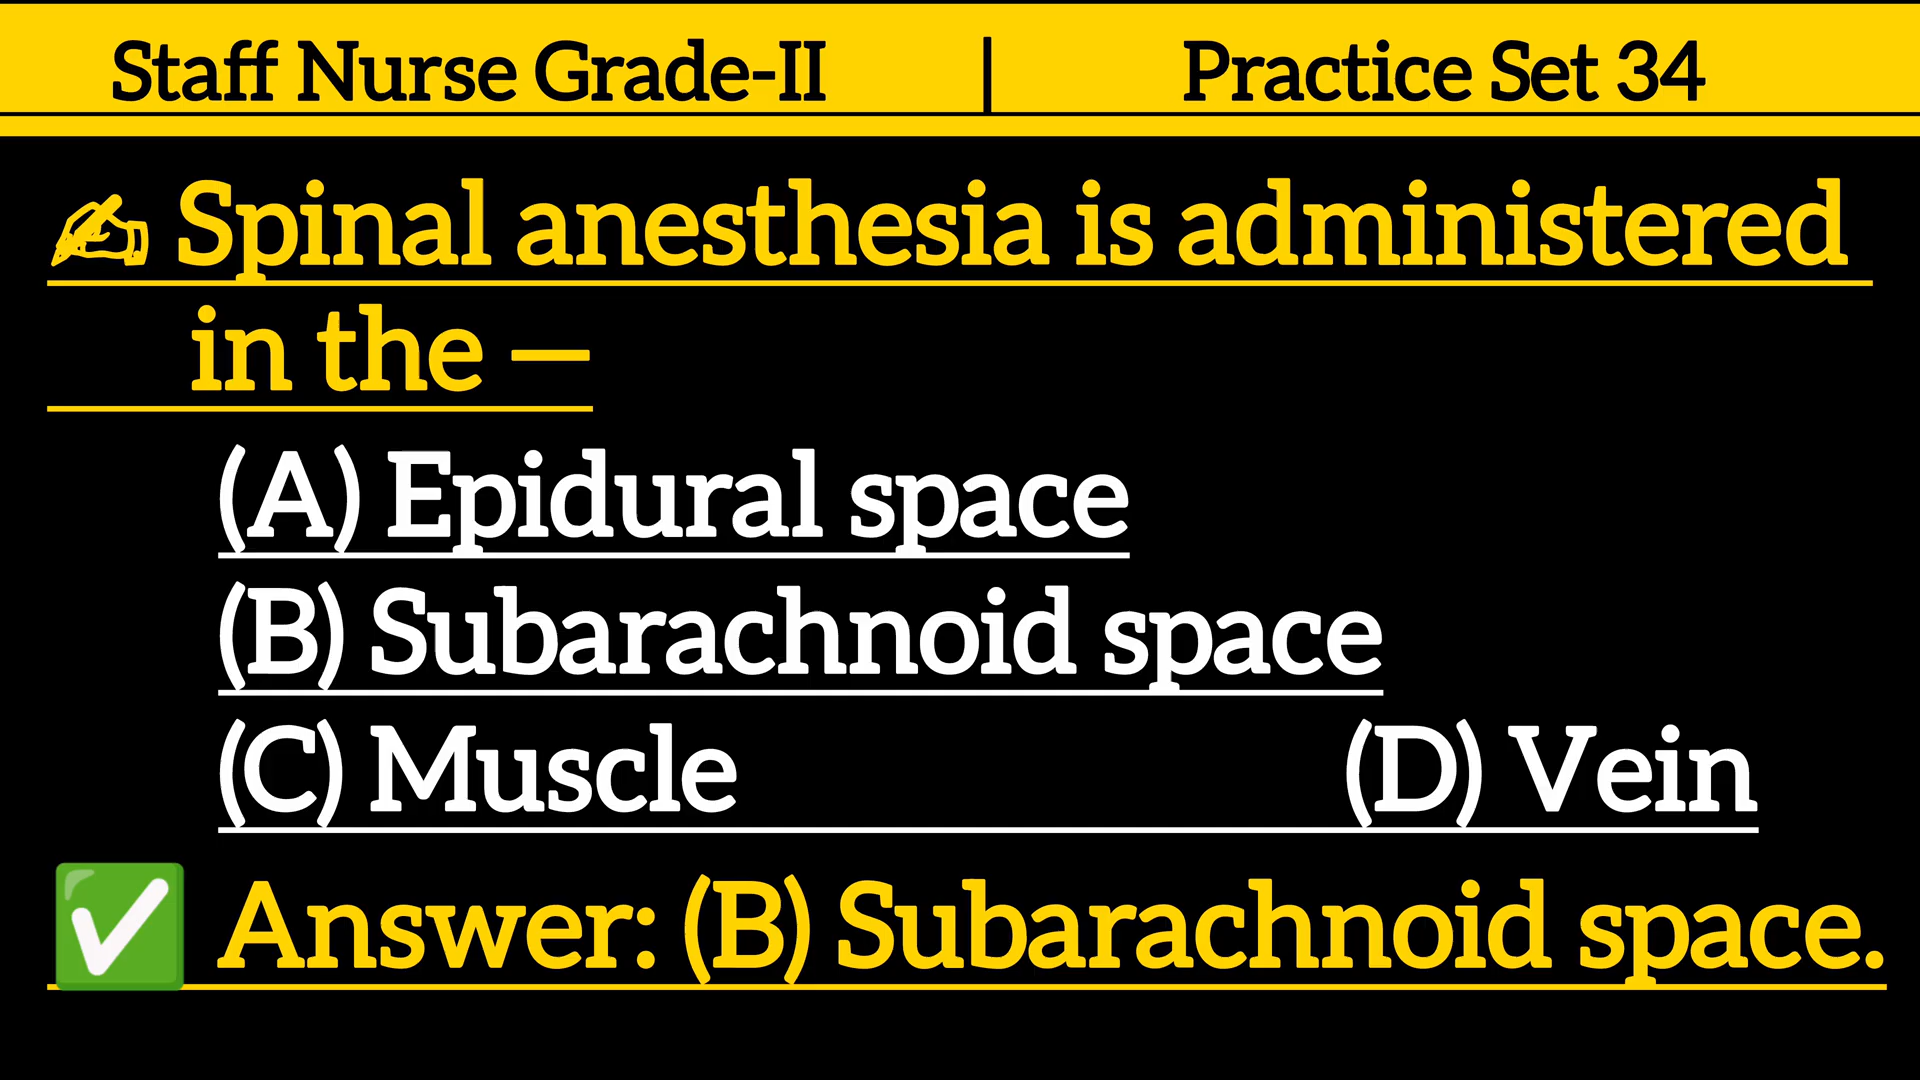 Staff Nurse Grade-II | Practice Set 34
✍ Spinal anesthesia is administered
in the —
(A) Epidural space
(B) Subarachnoid space
(C) Muscle (D) Vein
✅ Answer: (B) Subarachnoid space.